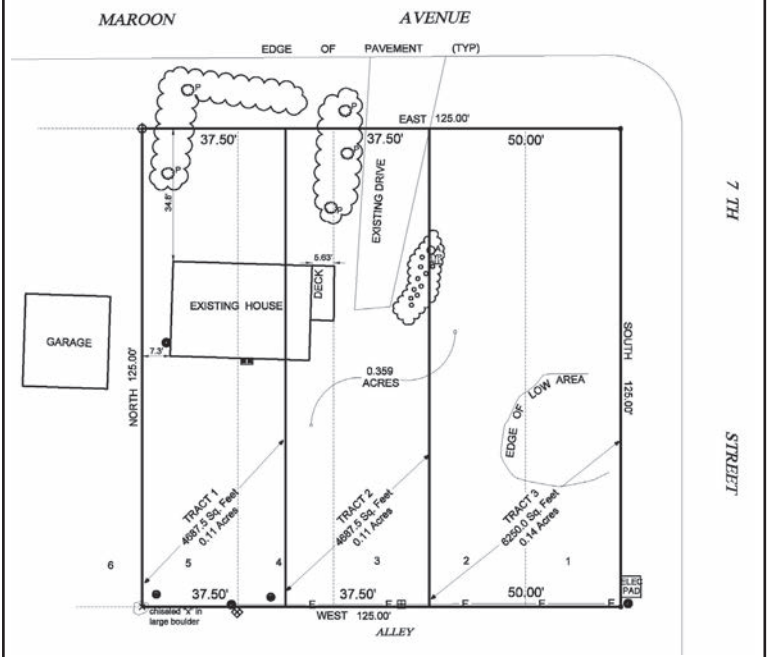 MAROON AVENUE
EDGE OF PAVEMENT (TYP)
EAST 125.00'
37.50'
37.50'
50.00'
P
P
P
P
P
34.8'
EXISTING DRIVE
7 TH
STREET
5.63'
DECK
EXISTING HOUSE
GARAGE
7.3'
NORTH 125.00'
0.359
ACRES
SOUTH 125.00'
EDGE OF LOW AREA
TRACT 1
4687.5 Sq. Feet
0.11 Acres
TRACT 2
4687.5 Sq. Feet
0.11 Acres
TRACT 3
6250.0 Sq. Feet
0.14 Acres
6
5
4
3
2
1
37.50'
37.50'
50.00'
E
E
E
E
E
ELEC
PAD
chiseled "x" in
large boulder
WEST 125.00'
ALLEY